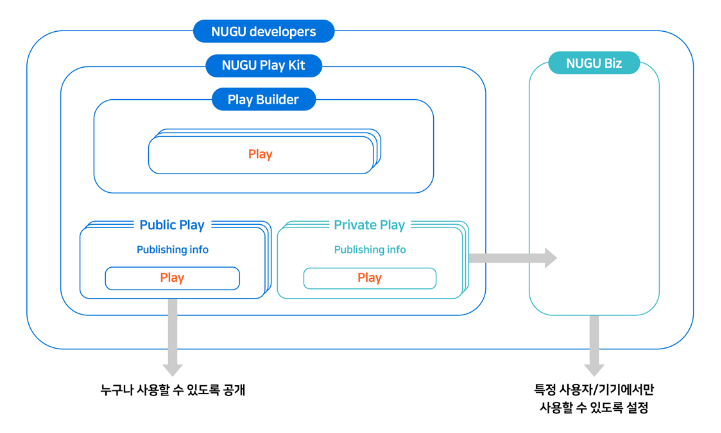 NUGU developers
NUGU Play Kit
NUGU Biz
Play Builder
Play
Public Play
Publishing info
Play
Private Play
Publishing info
Play
누구나 사용할 수 있도록 공개
특정 사용자/기기에서만
사용할 수 있도록 설정